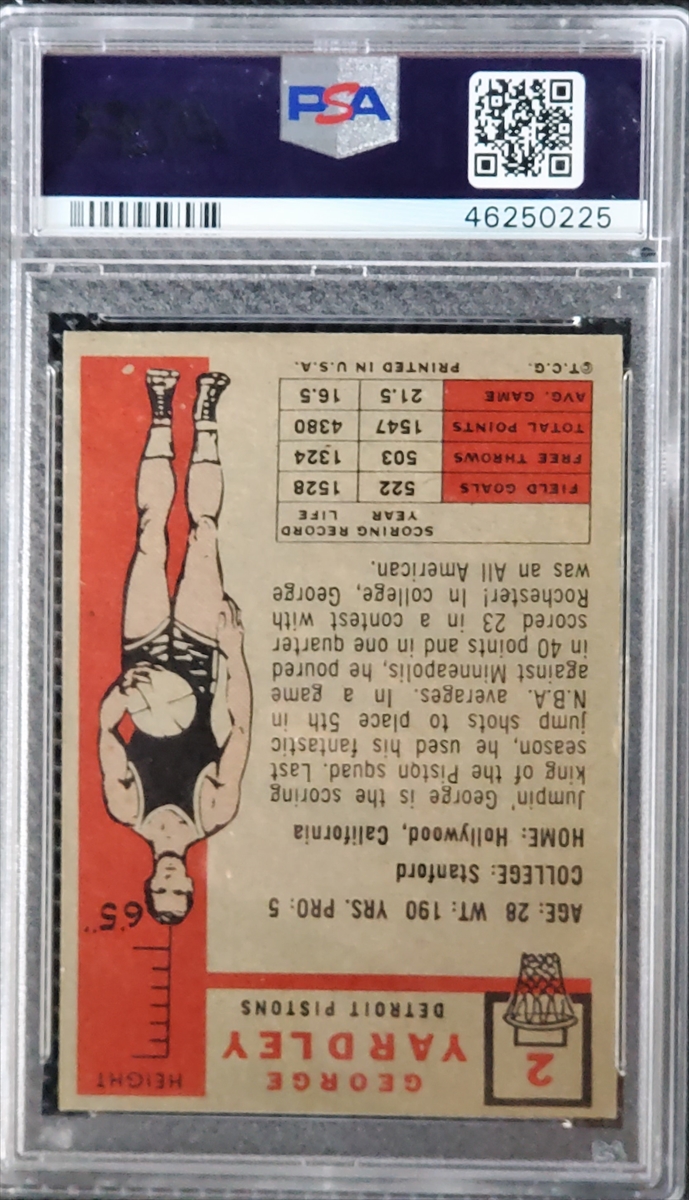 PSA
46250225
2
GEORGE
YARDLEY
DETROIT PISTONS
HEIGHT
6'5"
AGE: 28 WT: 190 YRS. PRO: 5
COLLEGE: Stanford
HOME: Hollywood, California
Jumpin' George is the scoring
king of the Piston squad. Last
season, he used his fantastic
jump shots to place 5th in
N.B.A. averages. In a game
against Minneapolis, he poured
in 40 points and in one quarter
scored 23 in a contest with
Rochester! In college, George
was an All American.
SCORING RECORD
YEAR LIFE
FIELD GOALS 522 1528
FREE THROWS 503 1324
TOTAL POINTS 1547 4380
AVG. GAME 21.5 16.5
©T.C.G. PRINTED IN U.S.A.